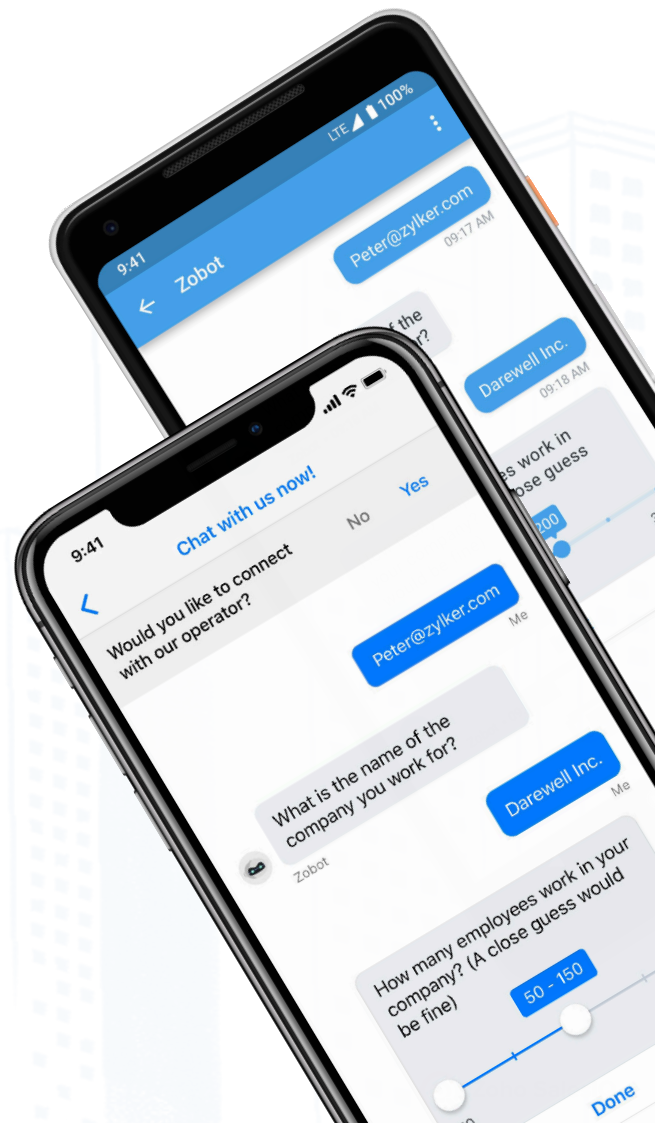 LTE 100%
9:41
Zobot
Peter@zylker.com
09:17 AM
f the
r?
Darewell Inc.
09:18 AM
es work in
ose guess
200
9:41
Chat with us now!
Would you like to connect
with our operator?
No
Yes
Peter@zylker.com
Me
What is the name of the
company you work for?
Zobot
Darewell Inc.
Me
How many employees work in your
company? (A close guess would
be fine)
50 - 150
Done